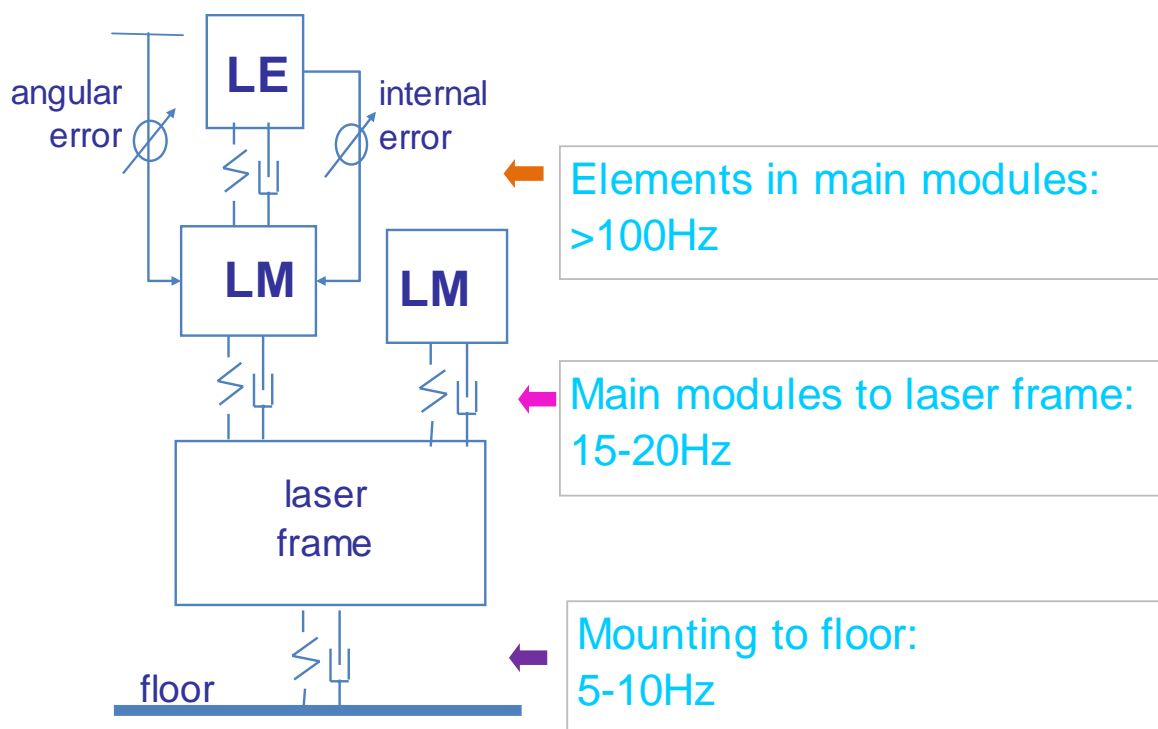 LE
angular
error
internal
error
Elements in main modules:
>100Hz
LM
LM
Main modules to laser frame:
15-20Hz
laser
frame
Mounting to floor:
5-10Hz
floor